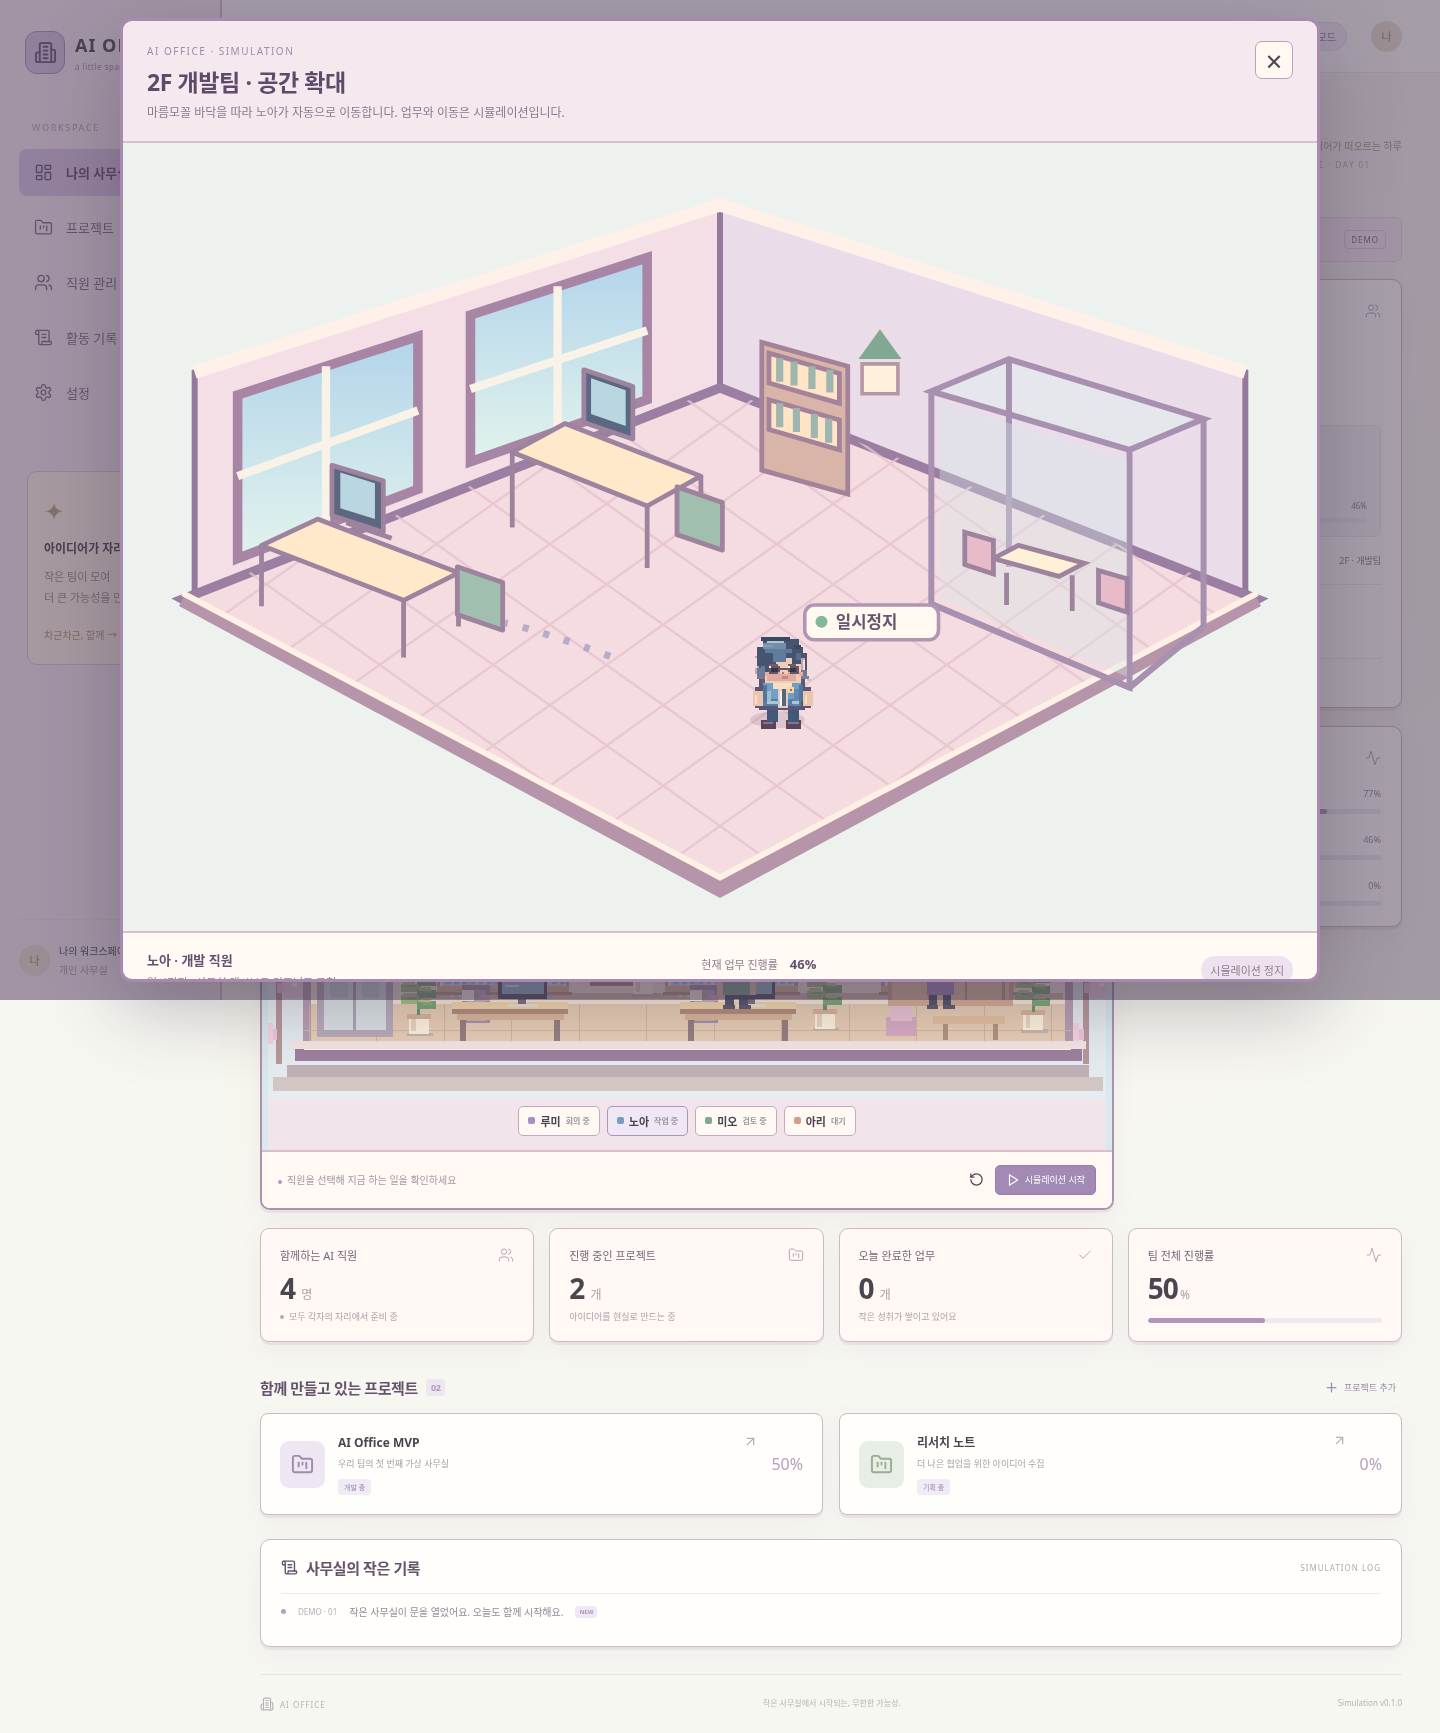 AI OFFICE · SIMULATION
2F 개발팀 · 공간 확대
마름모꼴 바닥을 따라 노아가 자동으로 이동합니다. 업무와 이동은 시뮬레이션입니다.
AI
a little
WORKSPACE
나의
프로젝트
직원 관리
활동 기록
설정
아이디어가
작은 팀이 모여
더 큰 가능성을
차근차근, 함께 →
나
나의
개인 사무실
나
떠오르는 하루
DAY 01
DEMO
46%
2F · 개발팀
77%
46%
0%
일시정지
노아 · 개발 직원
현재 업무 진행률 46%
시뮬레이션 정지
루미 회의 중
노아 작업 중
미오 검토 중
아리 대기
직원을 선택해 지금 하는 일을 확인하세요
시뮬레이션 시작
함께하는 AI 직원
4 명
모두 각자의 자리에서 준비 중
진행 중인 프로젝트
2 개
아이디어를 현실로 만드는 중
오늘 완료한 업무
0 개
작은 성취가 쌓이고 있어요
팀 전체 진행률
50%
함께 만들고 있는 프로젝트 02
프로젝트 추가
AI Office MVP
우리 팀의 첫 번째 가상 사무실
개발 중
50%
리서치 노트
더 나은 협업을 위한 아이디어 수집
기획 중
0%
사무실의 작은 기록
SIMULATION LOG
DEMO · 01 작은 사무실이 문을 열었어요. 오늘도 함께 시작해요. NEW
AI OFFICE
작은 사무실에서 시작되는, 무한한 가능성.
Simulation v0.1.0